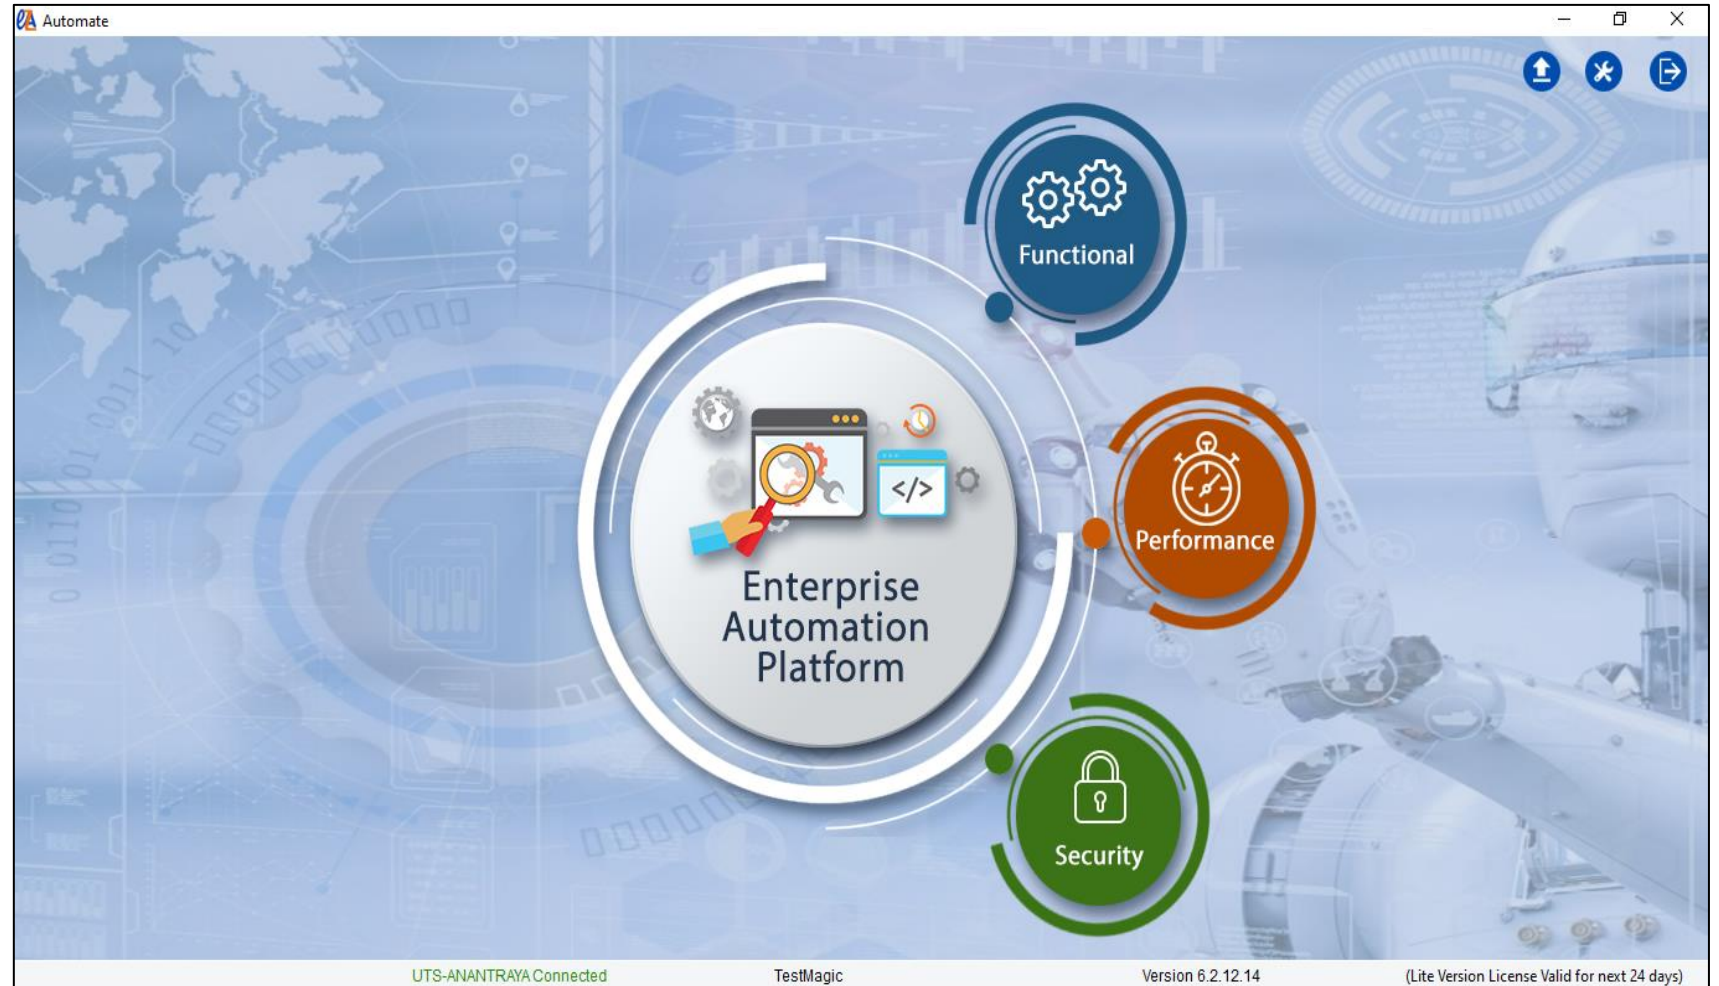 Automate
Functional
</>
Performance
Enterprise
Automation
Platform
Security
UTS-ANANTRAYA Connected
TestMagic
Version 6.2.12.14
(Lite Version License Valid for next 24 days)